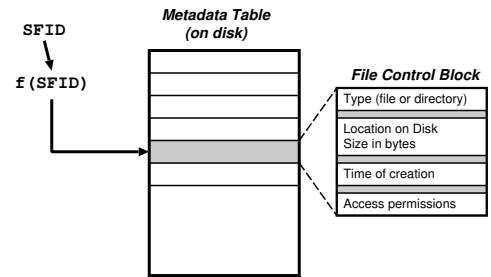 SFID
f(SFID)
Metadata Table
(on disk)
File Control Block
Type (file or directory)
Location on Disk
Size in bytes
Time of creation
Access permissions